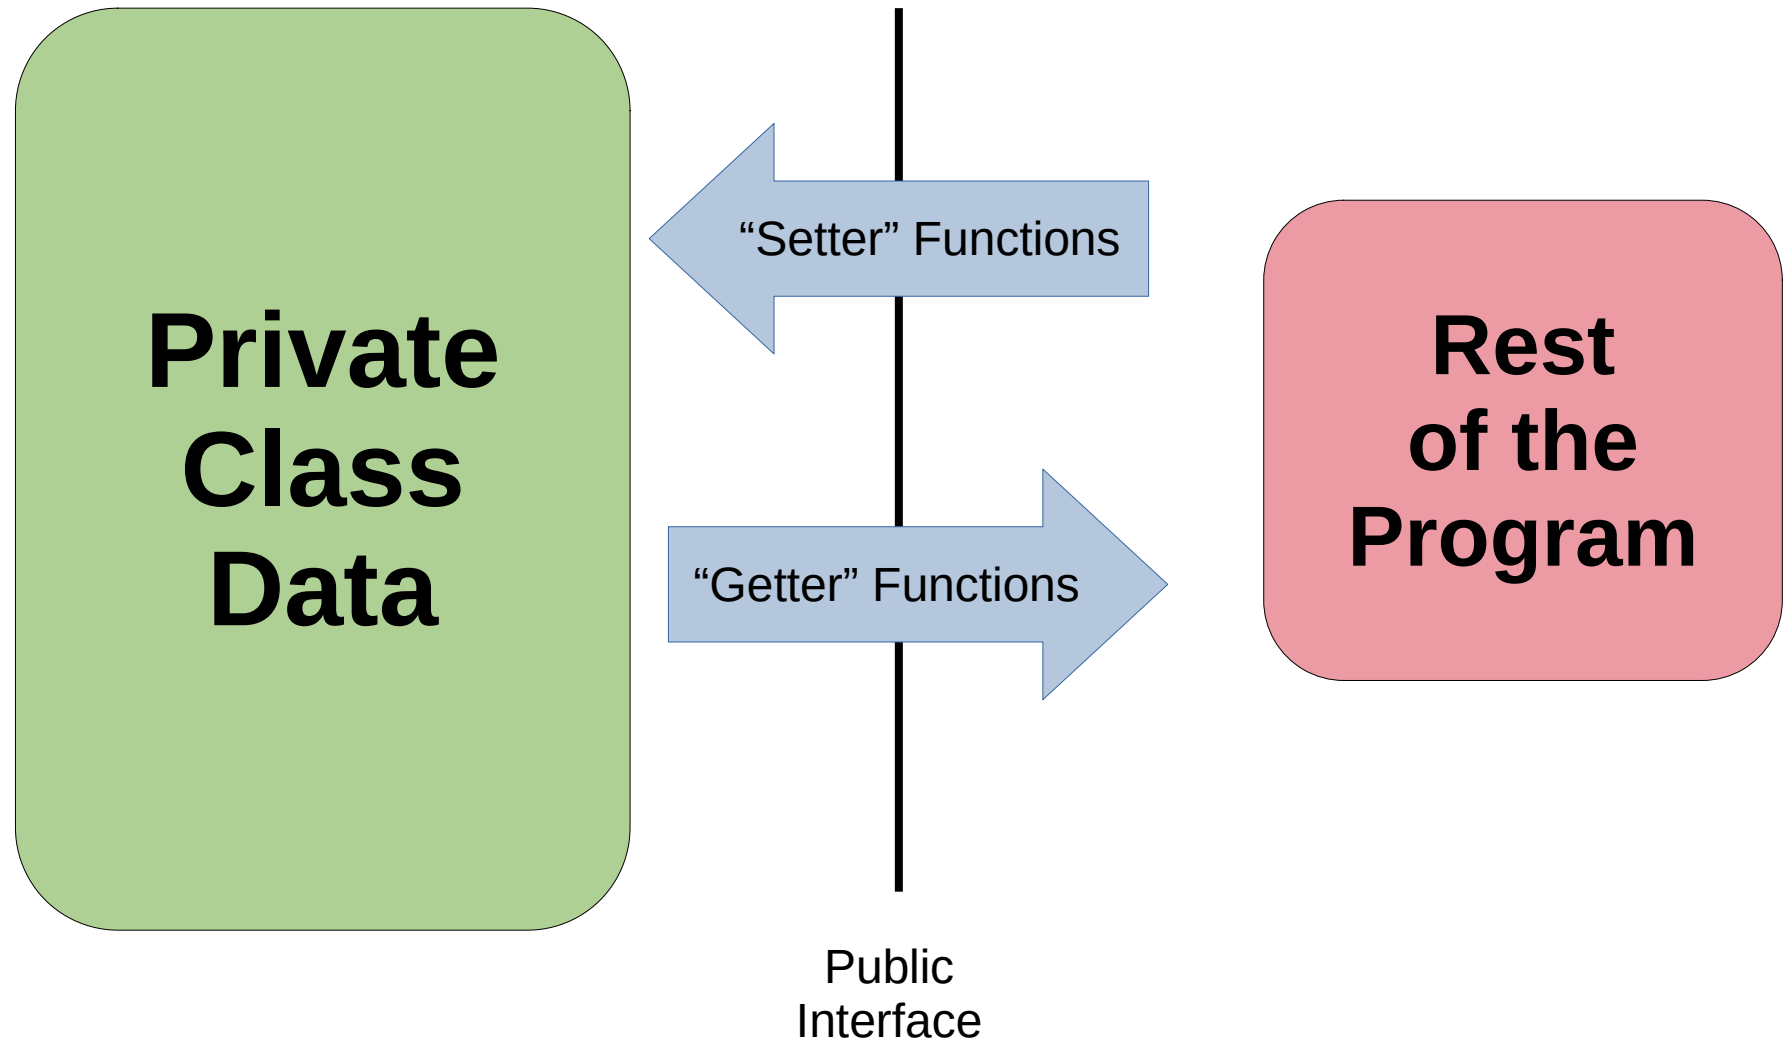 Private
Class
Data
“Setter” Functions
“Getter” Functions
Rest
of the
Program
Public
Interface